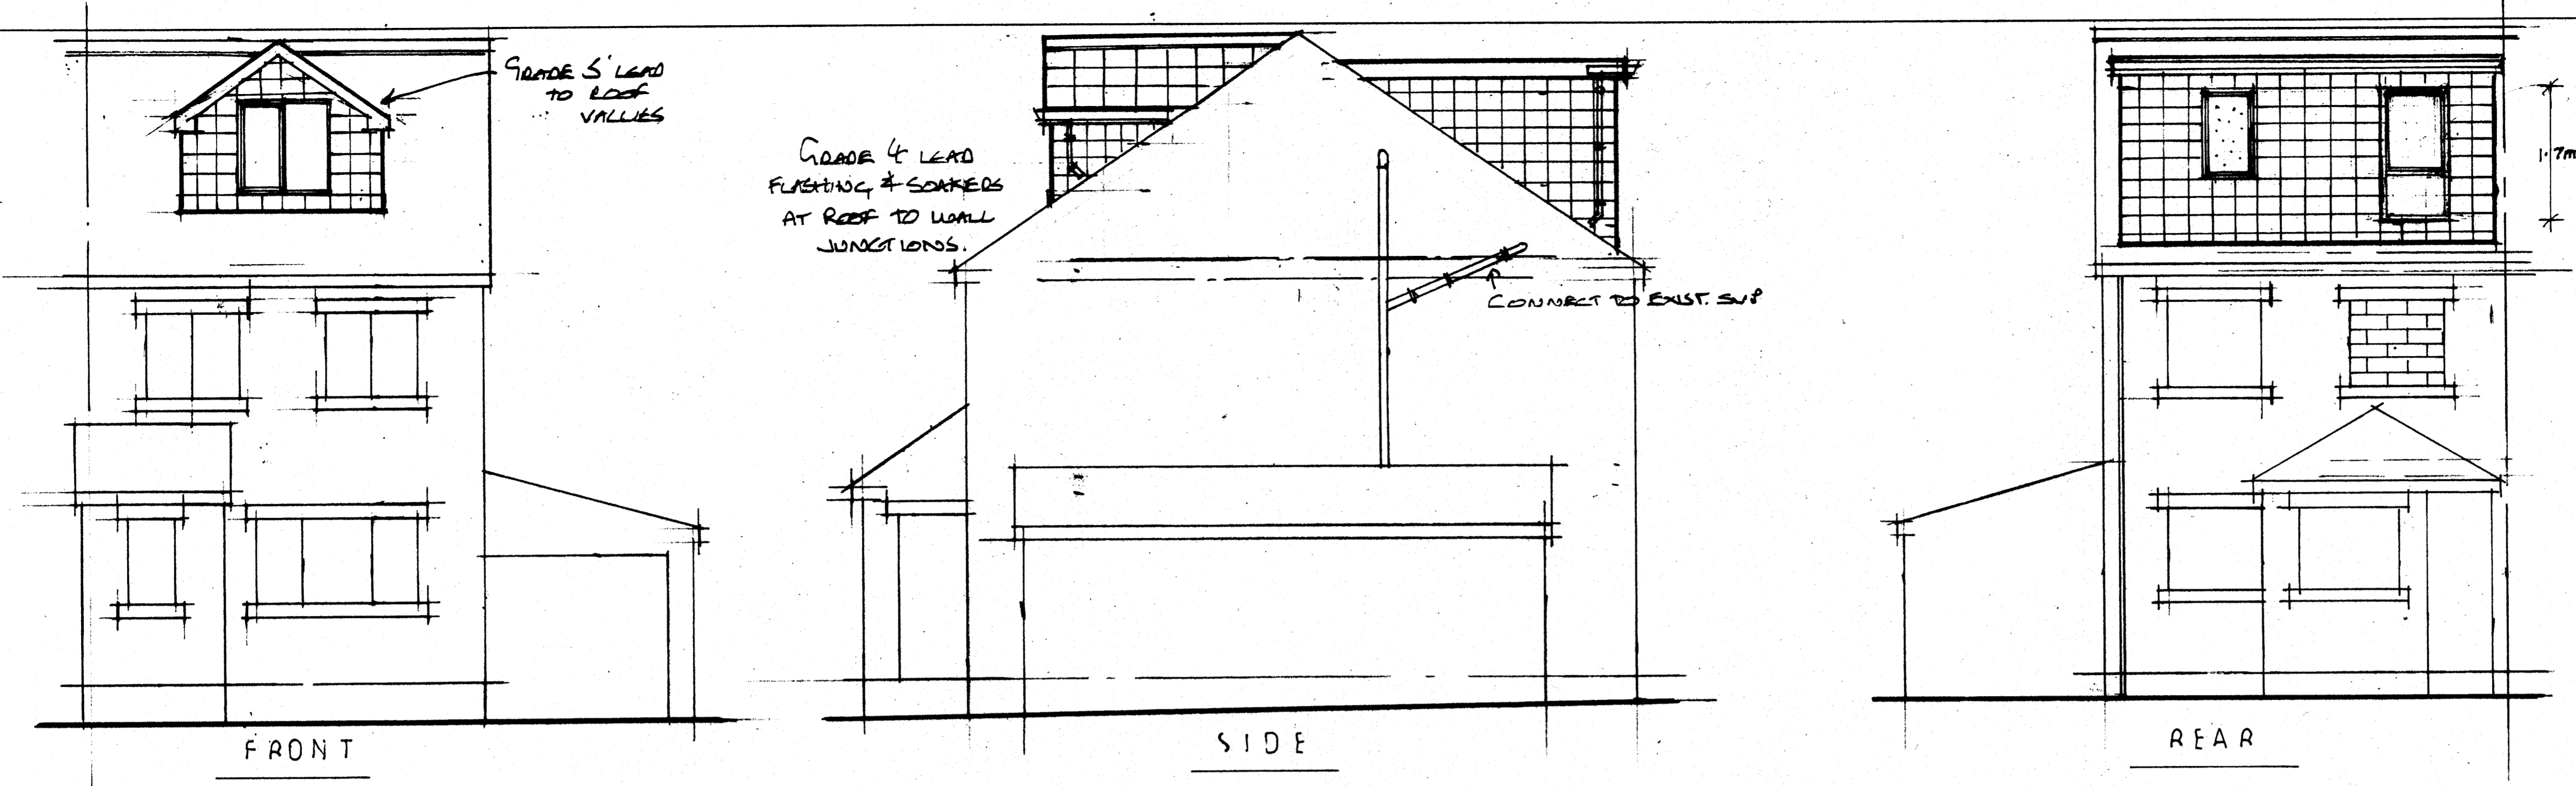 GRADE 5 LEAD
TO ROOF
VALLIES
GRADE 4 LEAD
FLASHING & SOAKERS
AT ROOF TO WALL
JUNCTIONS.
CONNECT TO EXIST. SVP
1.7m
FRONT
SIDE
REAR